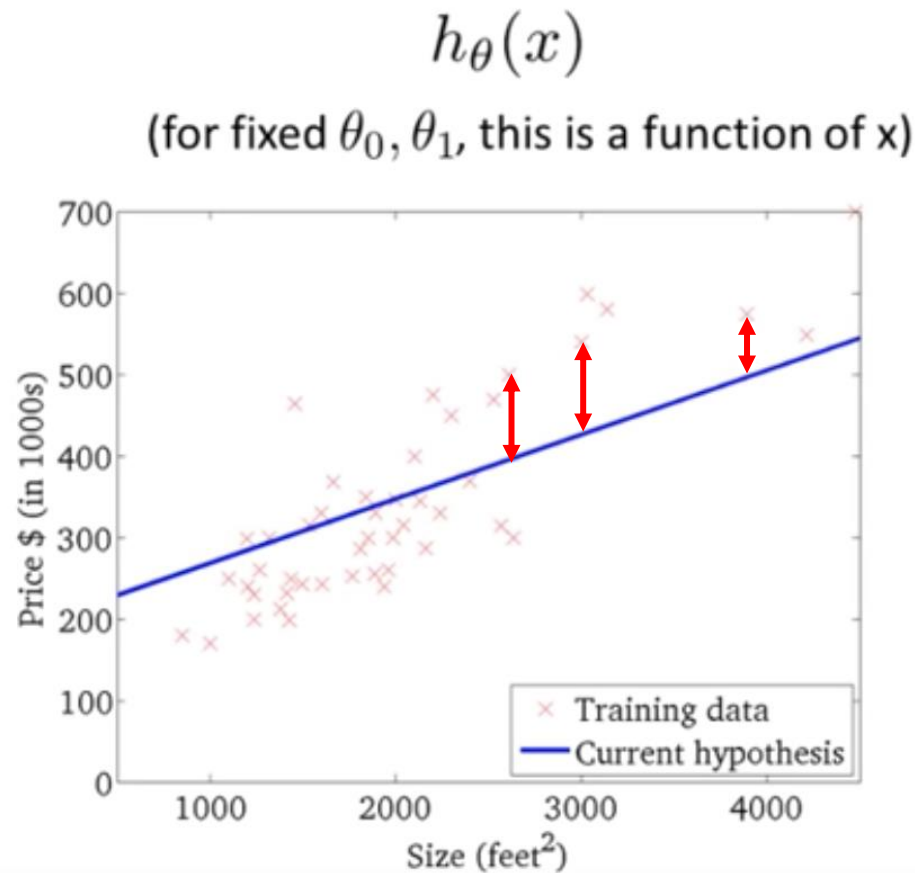 hθ(x)
(for fixed θ₀, θ₁, this is a function of x)
700
600
500
400
300
200
100
0
Price $ (in 1000s)
Training data
Current hypothesis
1000 2000 3000 4000
Size (feet²)